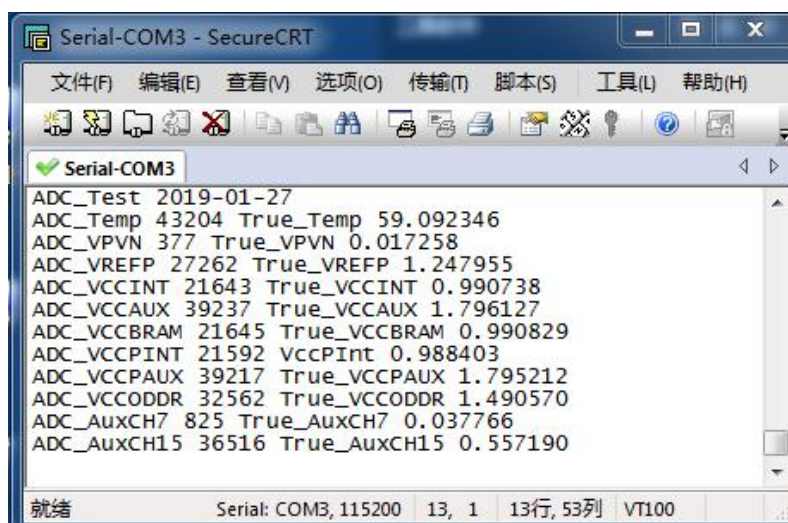 Serial-COM3 - SecureCRT
文件(F) 编辑(E) 查看(V) 选项(O) 传输(T) 脚本(S) 工具(L) 帮助(H)
Serial-COM3
ADC_Test 2019-01-27
ADC_Temp 43204 True_Temp 59.092346
ADC_VPVN 377 True_VPVN 0.017258
ADC_VREFP 27262 True_VREFP 1.247955
ADC_VCCINT 21643 True_VCCINT 0.990738
ADC_VCCAUX 39237 True_VCCAUX 1.796127
ADC_VCCBRAM 21645 True_VCCBRAM 0.990829
ADC_VCCPINT 21592 VccPInt 0.988403
ADC_VCCPAUX 39217 True_VCCPAUX 1.795212
ADC_VCCODDR 32562 True_VCCODDR 1.490570
ADC_AuxCH7 825 True_AuxCH7 0.037766
ADC_AuxCH15 36516 True_AuxCH15 0.557190
就绪 Serial: COM3, 115200 13, 1 13行, 53列 VT100